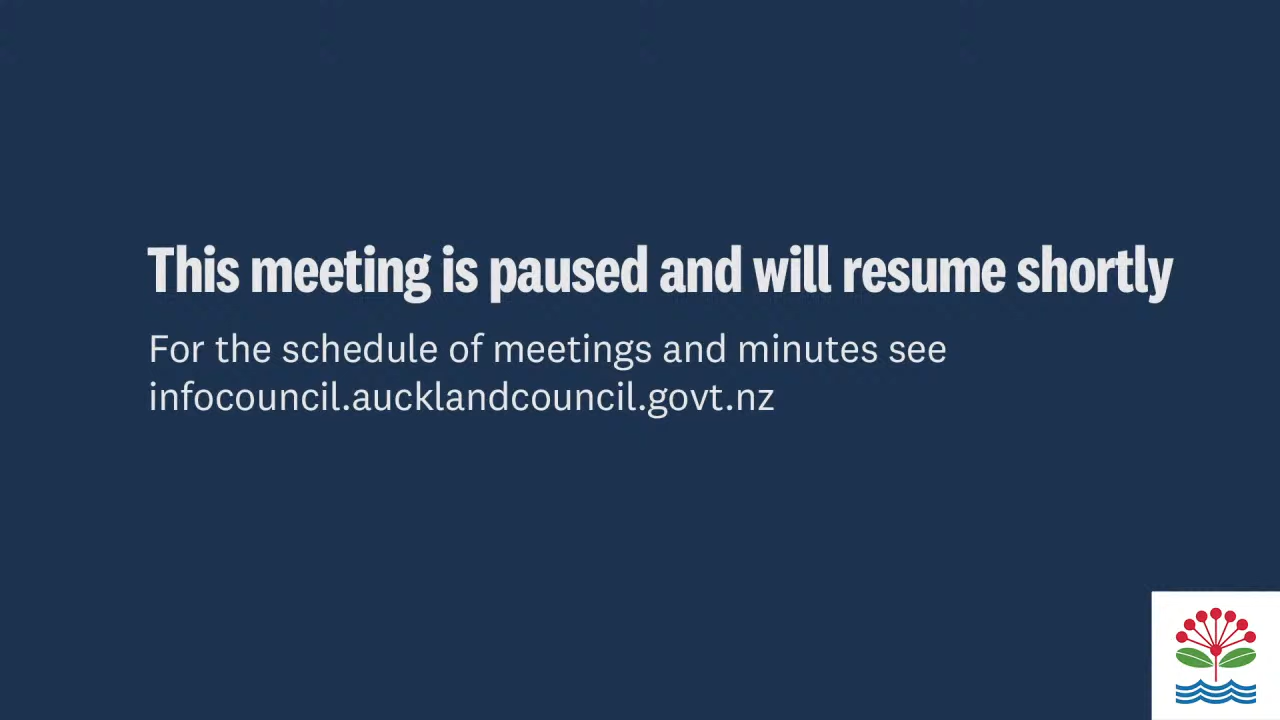 This meeting is paused and will resume shortly
For the schedule of meetings and minutes see
infocouncil.aucklandcouncil.govt.nz